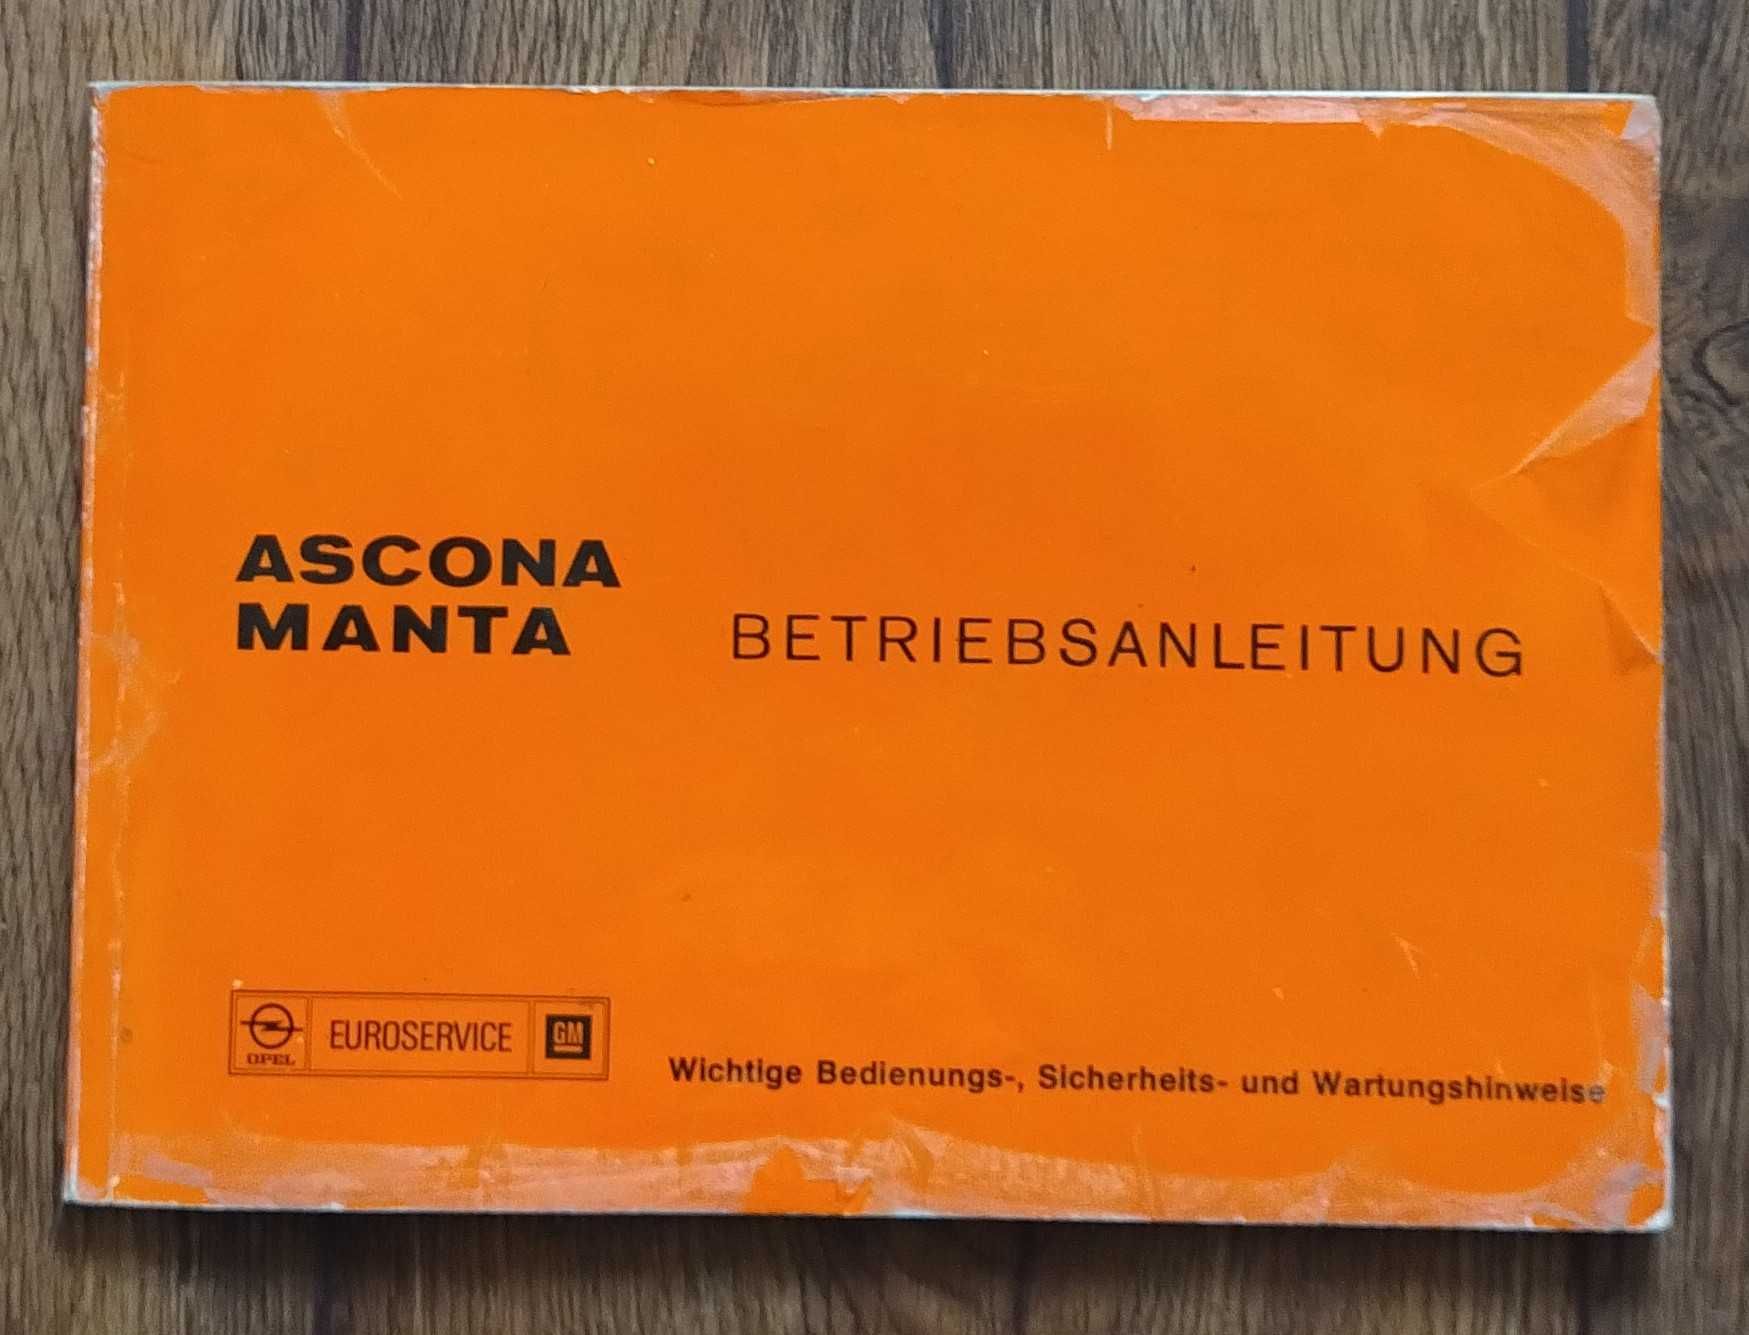 ASCONA
MANTA
BETRIEBSANLEITUNG
OPEL
EUROSERVICE
GM
Wichtige Bedienungs-, Sicherheits- und Wartungshinweise